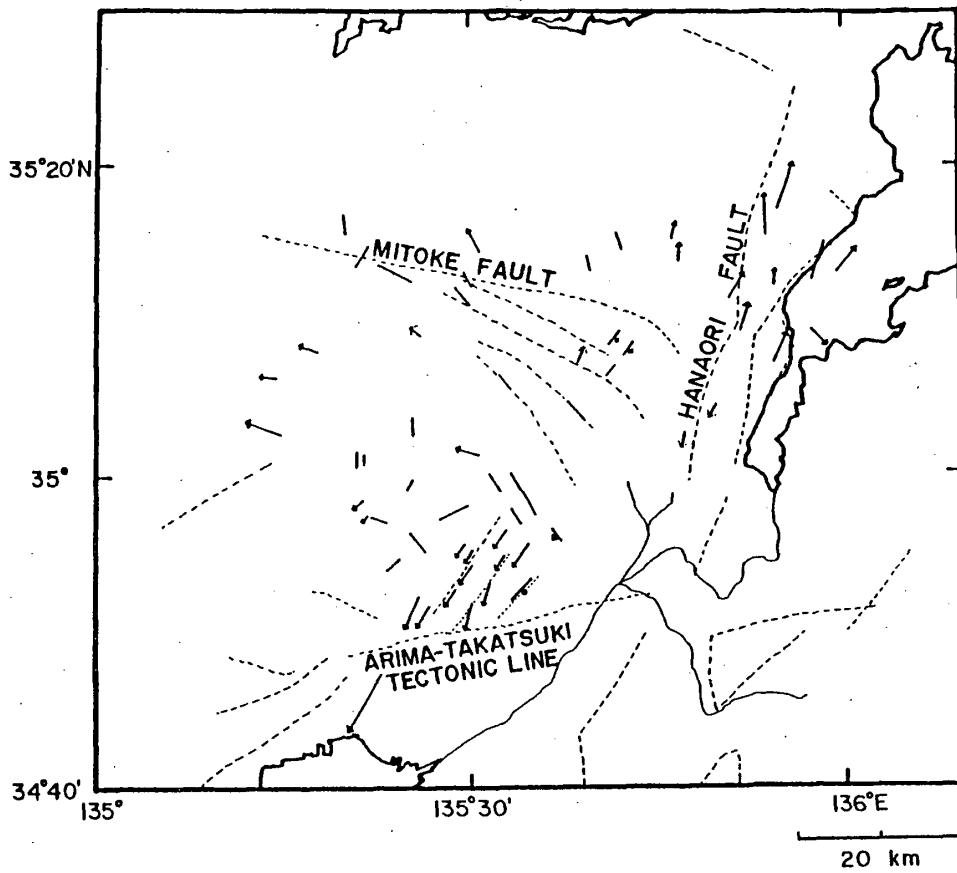 35°20'N
MITOKE FAULT
HANAORI FAULT
35°
ARIMA-TAKATSUKI
TECTONIC LINE
34°40'
135°
135°30'
136°E
20 km